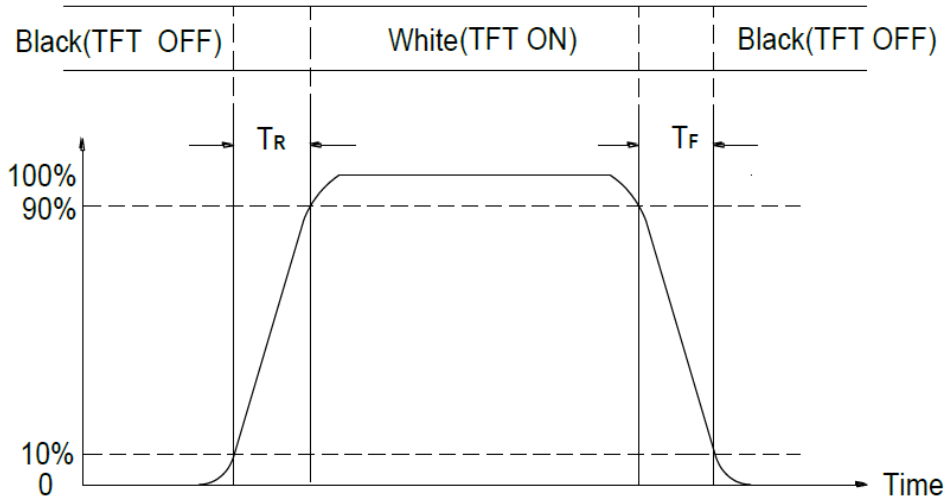 Black(TFT OFF) White(TFT ON) Black(TFT OFF)
TR TF
100%
90%
10%
0 Time